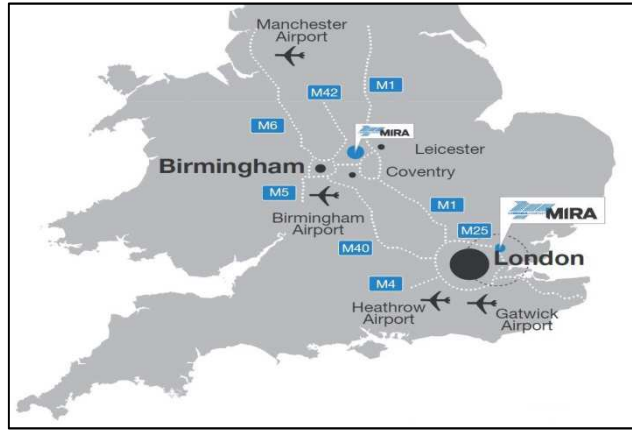 Manchester
Airport
M42
M1
M6
MIRA
Leicester
Birmingham
Coventry
M5
Birmingham
Airport
M1
MIRA
M25
M40
London
M4
Heathrow
Airport
Gatwick
Airport